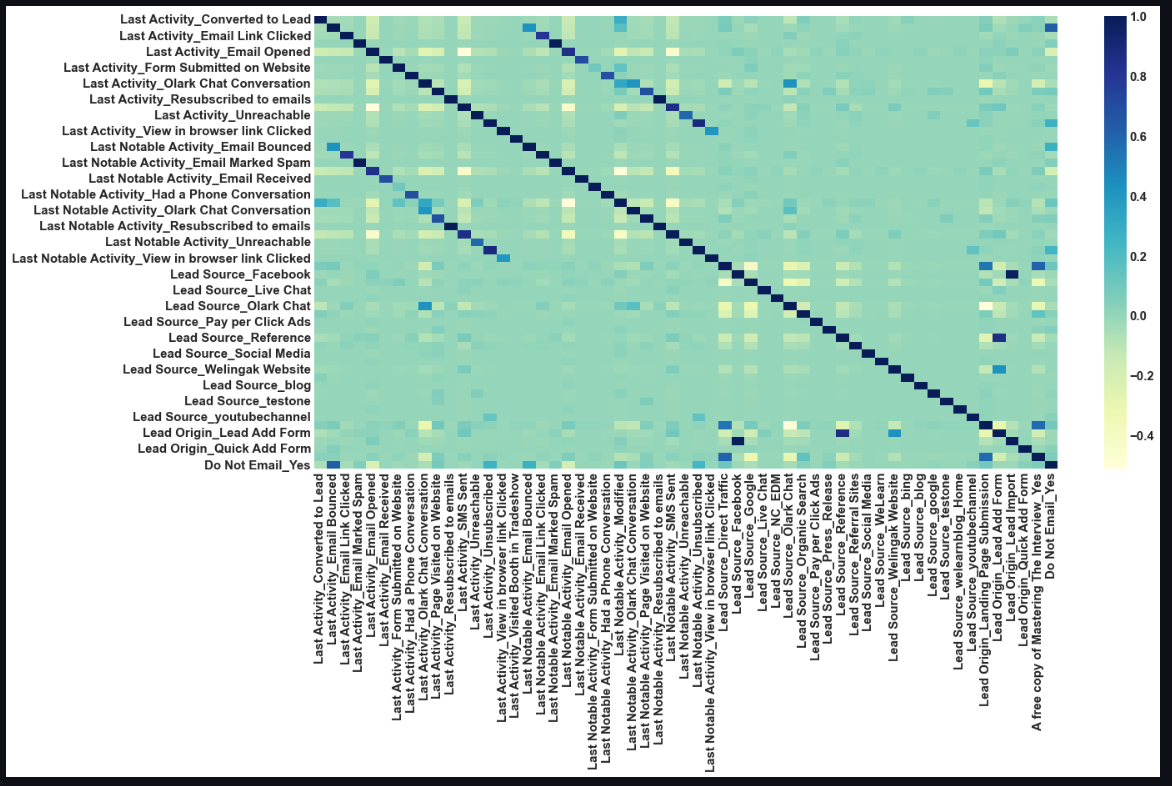 Last Activity_Converted to Lead
Last Activity_Email Link Clicked
Last Activity_Email Opened
Last Activity_Form Submitted on Website
Last Activity_Olark Chat Conversation
Last Activity_Resubscribed to emails
Last Activity_Unreachable
Last Activity_View in browser link Clicked
Last Notable Activity_Email Bounced
Last Notable Activity_Email Marked Spam
Last Notable Activity_Email Received
Last Notable Activity_Had a Phone Conversation
Last Notable Activity_Olark Chat Conversation
Last Notable Activity_Resubscribed to emails
Last Notable Activity_Unreachable
Last Notable Activity_View in browser link Clicked
Lead Source_Facebook
Lead Source_Live Chat
Lead Source_Olark Chat
Lead Source_Pay per Click Ads
Lead Source_Reference
Lead Source_Social Media
Lead Source_Welingak Website
Lead Source_blog
Lead Source_testone
Lead Source_youtubechannel
Lead Origin_Lead Add Form
Lead Origin_Quick Add Form
Do Not Email_Yes
Last Activity_Converted to Lead
Last Activity_Email Bounced
Last Activity_Email Link Clicked
Last Activity_Email Marked Spam
Last Activity_Email Opened
Last Activity_Email Received
Last Activity_Form Submitted on Website
Last Activity_Had a Phone Conversation
Last Activity_Olark Chat Conversation
Last Activity_Page Visited on Website
Last Activity_Resubscribed to emails
Last Activity_SMS Sent
Last Activity_Unreachable
Last Activity_Unsubscribed
Last Activity_View in browser link Clicked
Last Activity_Visited Booth in Tradeshow
Last Notable Activity_Email Bounced
Last Notable Activity_Email Link Clicked
Last Notable Activity_Email Marked Spam
Last Notable Activity_Email Opened
Last Notable Activity_Email Received
Last Notable Activity_Form Submitted on Website
Last Notable Activity_Had a Phone Conversation
Last Notable Activity_Modified
Last Notable Activity_Olark Chat Conversation
Last Notable Activity_Page Visited on Website
Last Notable Activity_Resubscribed to emails
Last Notable Activity_SMS Sent
Last Notable Activity_Unreachable
Last Notable Activity_Unsubscribed
Last Notable Activity_View in browser link Clicked
Lead Source_Direct Traffic
Lead Source_Facebook
Lead Source_Google
Lead Source_Live Chat
Lead Source_NC_EDM
Lead Source_Olark Chat
Lead Source_Organic Search
Lead Source_Pay per Click Ads
Lead Source_Press_Release
Lead Source_Reference
Lead Source_Referral Sites
Lead Source_Social Media
Lead Source_WeLearn
Lead Source_Welingak Website
Lead Source_bing
Lead Source_blog
Lead Source_google
Lead Source_testone
Lead Source_welearnblog_Home
Lead Source_youtubechannel
Lead Origin_Landing Page Submission
Lead Origin_Lead Add Form
Lead Origin_Lead Import
Lead Origin_Quick Add Form
A free copy of Mastering The Interview_Yes
Do Not Email_Yes
1.0
0.8
0.6
0.4
0.2
0.0
−0.2
−0.4